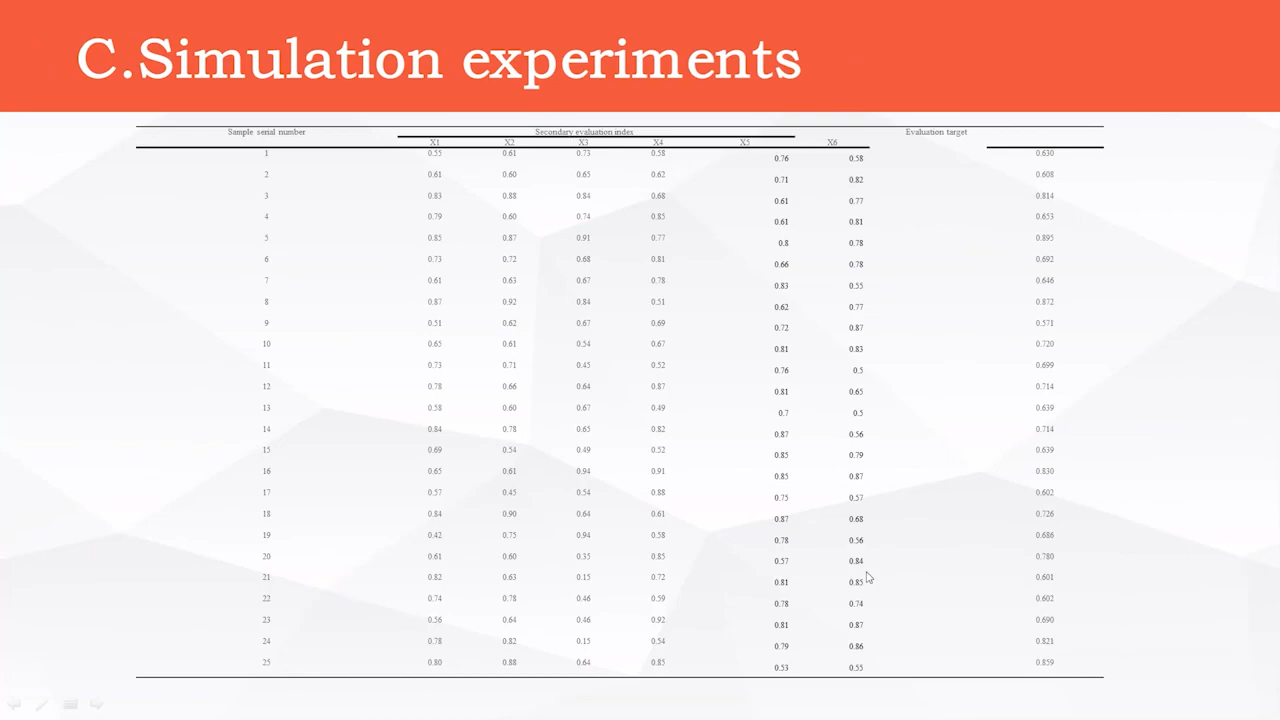 C.Simulation experiments
Sample serial number Secondary evaluation index Evaluation target
X1 X2 X3 X4 X5 X6
1 0.55 0.61 0.73 0.58 0.76 0.58 0.630
2 0.61 0.60 0.65 0.62 0.71 0.82 0.608
3 0.83 0.88 0.84 0.68 0.61 0.77 0.814
4 0.79 0.60 0.74 0.85 0.61 0.81 0.653
5 0.85 0.87 0.91 0.77 0.8 0.78 0.895
6 0.73 0.72 0.68 0.81 0.66 0.78 0.692
7 0.61 0.63 0.67 0.78 0.83 0.55 0.646
8 0.87 0.92 0.84 0.51 0.62 0.77 0.872
9 0.51 0.62 0.67 0.69 0.72 0.87 0.571
10 0.65 0.61 0.54 0.67 0.81 0.83 0.720
11 0.73 0.71 0.45 0.52 0.76 0.5 0.699
12 0.78 0.66 0.64 0.87 0.81 0.65 0.714
13 0.58 0.60 0.67 0.49 0.7 0.5 0.639
14 0.84 0.78 0.65 0.82 0.87 0.56 0.714
15 0.69 0.54 0.49 0.52 0.85 0.79 0.639
16 0.65 0.61 0.94 0.91 0.85 0.87 0.830
17 0.57 0.45 0.54 0.88 0.75 0.57 0.602
18 0.84 0.90 0.64 0.61 0.87 0.68 0.726
19 0.42 0.75 0.94 0.58 0.78 0.56 0.686
20 0.61 0.60 0.35 0.85 0.57 0.84 0.780
21 0.82 0.63 0.15 0.72 0.81 0.85 0.601
22 0.74 0.78 0.46 0.59 0.78 0.74 0.602
23 0.56 0.64 0.46 0.92 0.81 0.87 0.690
24 0.78 0.82 0.15 0.54 0.79 0.86 0.821
25 0.80 0.88 0.64 0.85 0.53 0.55 0.859